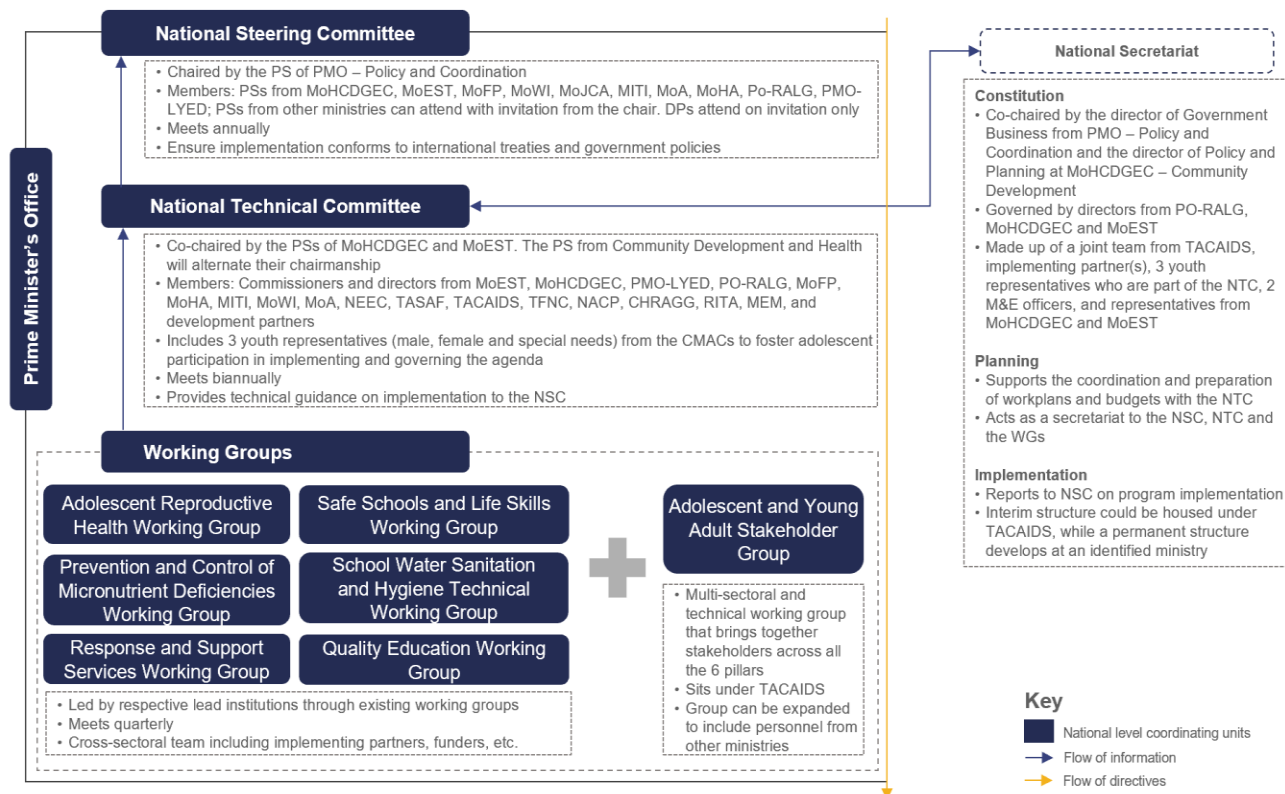 National Steering Committee
• Chaired by the PS of PMO – Policy and Coordination
• Members: PSs from MoHCDGEC, MoEST, MoFP, MoWI, MoJCA, MITI, MoA, MoHA, Po-RALG, PMO-
LYED; PSs from other ministries can attend with invitation from the chair. DPs attend on invitation only
• Meets annually
• Ensure implementation conforms to international treaties and government policies
Prime Minister's Office
National Technical Committee
• Co-chaired by the PSs of MoHCDGEC and MoEST. The PS from Community Development and Health
will alternate their chairmanship
• Members: Commissioners and directors from MoEST, MoHCDGEC, PMO-LYED, PO-RALG, MoFP,
MoHA, MITI, MoWI, MoA, NEEC, TASAF, TACAIDS, TFNC, NACP, CHRAGG, RITA, MEM, and
development partners
• Includes 3 youth representatives (male, female and special needs) from the CMACs to foster adolescent
participation in implementing and governing the agenda
• Meets biannually
• Provides technical guidance on implementation to the NSC
Working Groups
Adolescent Reproductive
Health Working Group
Safe Schools and Life Skills
Working Group
Prevention and Control of
Micronutrient Deficiencies
Working Group
School Water Sanitation
and Hygiene Technical
Working Group
Response and Support
Services Working Group
Quality Education Working
Group
• Led by respective lead institutions through existing working groups
• Meets quarterly
• Cross-sectoral team including implementing partners, funders, etc.
Adolescent and Young
Adult Stakeholder
Group
• Multi-sectoral and
technical working group
that brings together
stakeholders across all
the 6 pillars
• Sits under TACAIDS
• Group can be expanded
to include personnel from
other ministries
National Secretariat
Constitution
• Co-chaired by the director of Government
Business from PMO – Policy and
Coordination and the director of Policy and
Planning at MoHCDGEC – Community
Development
• Governed by directors from PO-RALG,
MoHCDGEC and MoEST
• Made up of a joint team from TACAIDS,
implementing partner(s), 3 youth
representatives who are part of the NTC, 2
M&E officers, and representatives from
MoHCDGEC and MoEST
Planning
• Supports the coordination and preparation
of workplans and budgets with the NTC
• Acts as a secretariat to the NSC, NTC and
the WGs
Implementation
• Reports to NSC on program implementation
• Interim structure could be housed under
TACAIDS, while a permanent structure
develops at an identified ministry
Key
National level coordinating units
Flow of information
Flow of directives